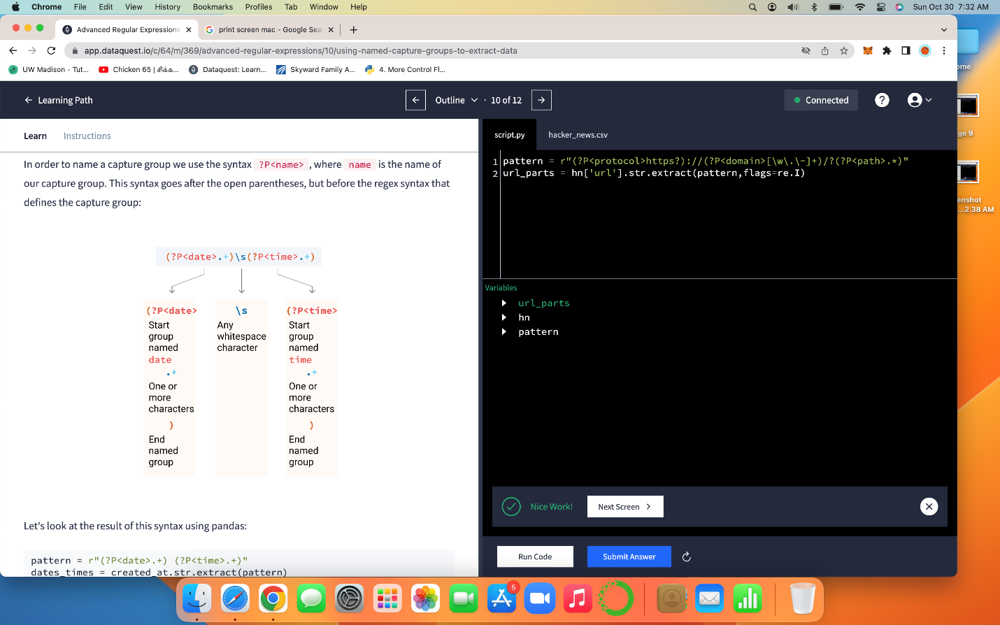 Chrome File Edit View History Bookmarks Profiles Tab Window Help Sun Oct 30 7:32 AM
Advanced Regular Expressions print screen mac - Google Sea
app.dataquest.io/c/64/m/369/advanced-regular-expressions/10/using-named-capture-groups-to-extract-data
UW Madison - Tut... Chicken 65 | சிக்க... Dataquest: Learn... Skyward Family A... 4. More Control Fl...
ome
Learning Path Outline · 10 of 12 Connected ?
ge 9
Learn Instructions script.py hacker_news.csv
In order to name a capture group we use the syntax ?P<name> , where name is the name of
our capture group. This syntax goes after the open parentheses, but before the regex syntax that
defines the capture group:
1 pattern = r"(?P<protocol>https?)://(?P<domain>[\w\.\-]+)/?(?P<path>.*)"
2 url_parts = hn['url'].str.extract(pattern,flags=re.I)
enshot
...2.38 AM
(?P<date>.+)\s(?P<time>.+)
(?P<date>
Start
group
named
date
.+
One or
more
characters
)
End
named
group
\s
Any
whitespace
character
(?P<time>
Start
group
named
time
.+
One or
more
characters
)
End
named
group
Let's look at the result of this syntax using pandas:
pattern = r"(?P<date>.+) (?P<time>.+)"
dates_times = created_at.str.extract(pattern)
Variables
url_parts
hn
pattern
Nice Work! Next Screen
Run Code Submit Answer
5